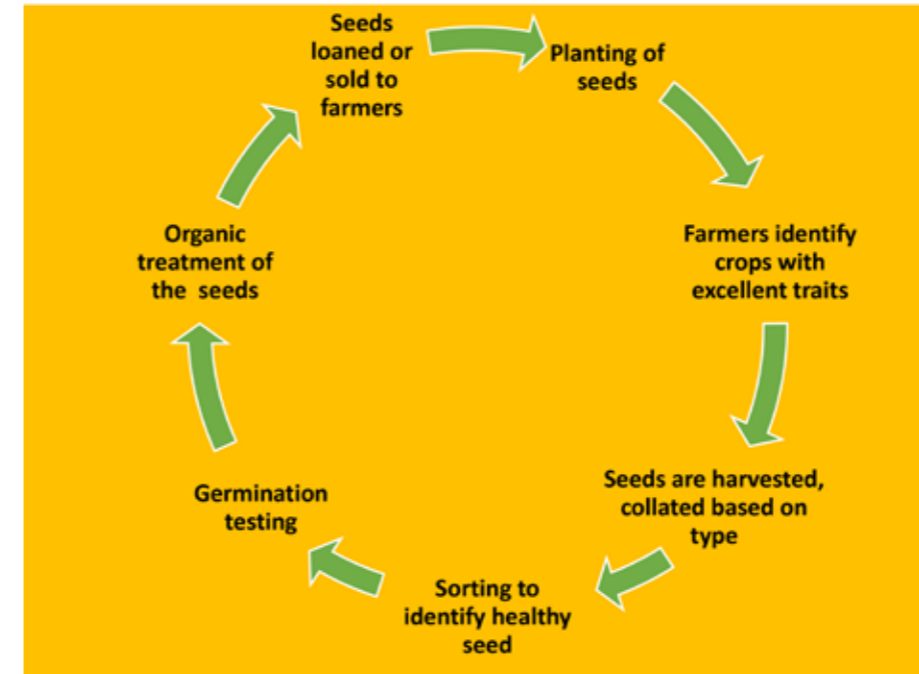 Seeds
loaned or
sold to
farmers
Planting of
seeds
Farmers identify
crops with
excellent traits
Seeds are harvested,
collated based on
type
Sorting to
identify healthy
seed
Germination
testing
Organic
treatment of
the seeds